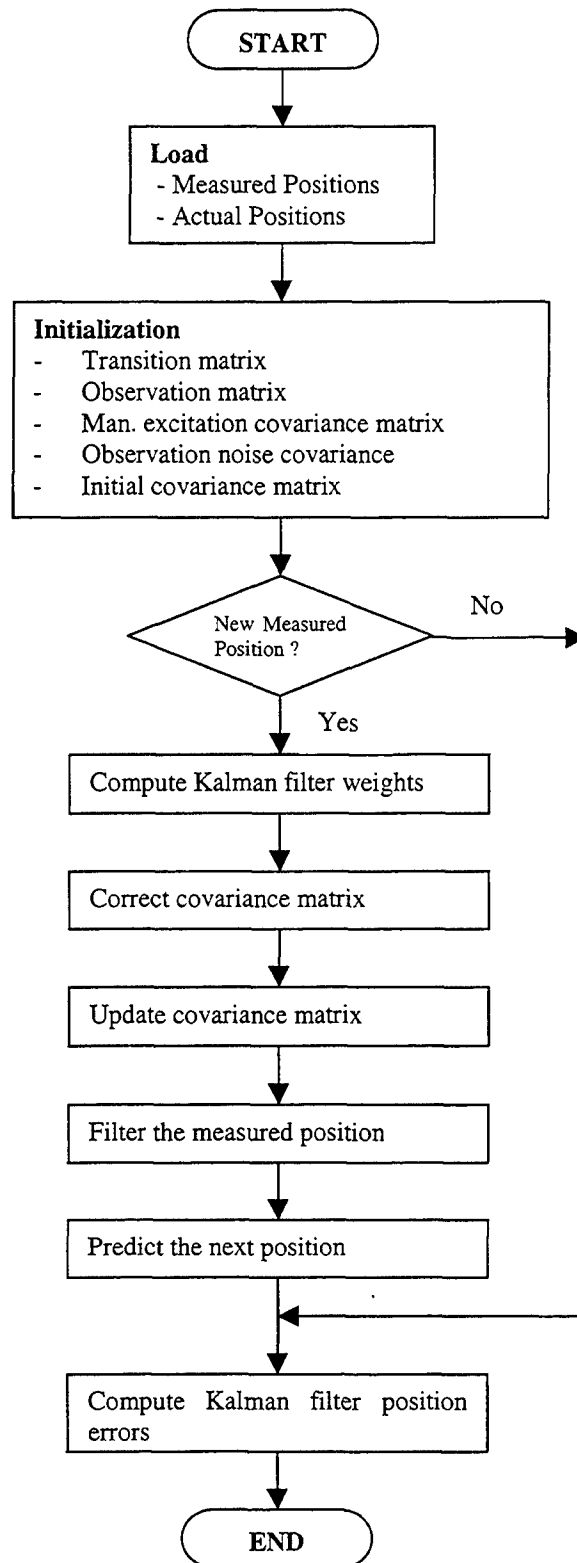 START
Load
- Measured Positions
- Actual Positions
Initialization
- Transition matrix
- Observation matrix
- Man. excitation covariance matrix
- Observation noise covariance
- Initial covariance matrix
New Measured
Position ?
No
Yes
Compute Kalman filter weights
Correct covariance matrix
Update covariance matrix
Filter the measured position
Predict the next position
Compute Kalman filter position
errors
END